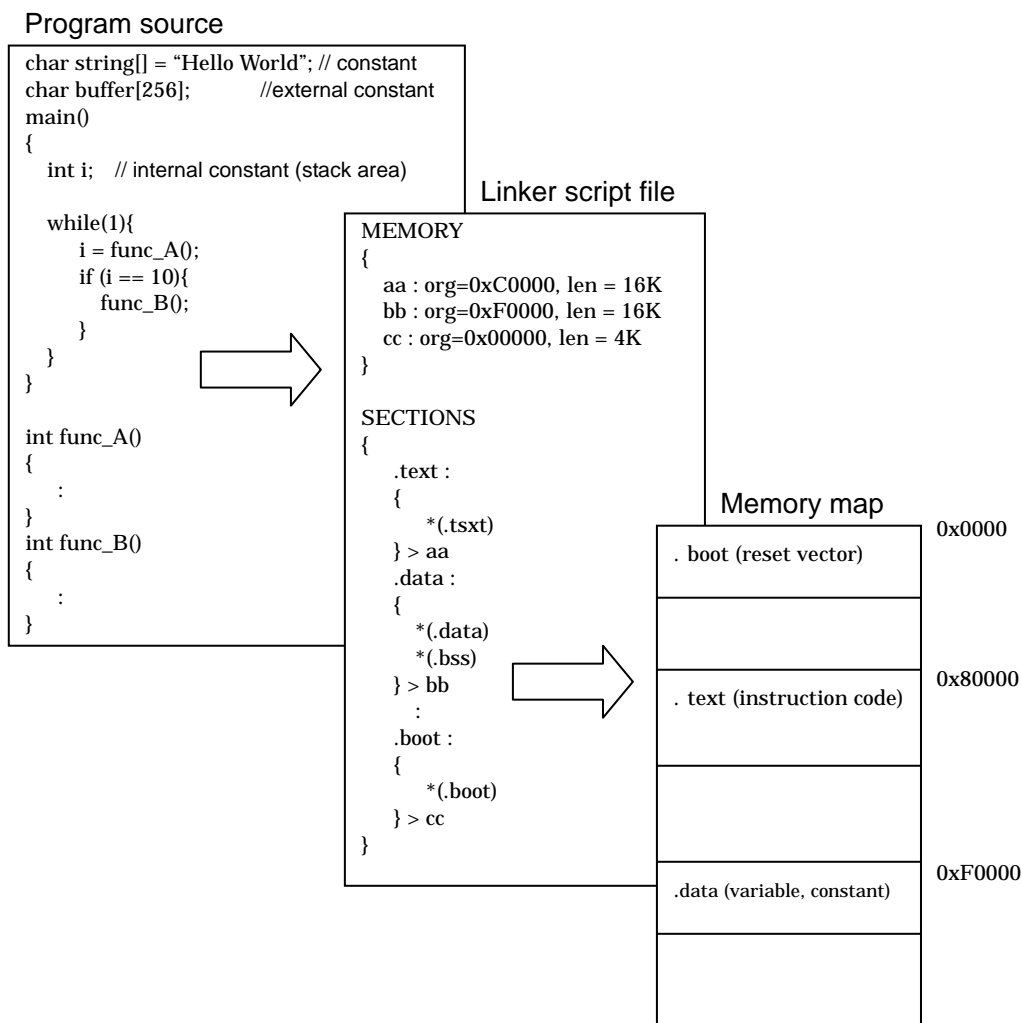 Program source
char string[] = “Hello World”; // constant
char buffer[256]; //external constant
main()
{
int i; // internal constant (stack area)
while(1){
i = func_A();
if (i == 10){
func_B();
}
}
}
int func_A()
{
:
}
int func_B()
{
:
}
Linker script file
MEMORY
{
aa : org=0xC0000, len = 16K
bb : org=0xF0000, len = 16K
cc : org=0x00000, len = 4K
}
SECTIONS
{
.text :
{
*(.tsxt)
} > aa
.data :
{
*(.data)
*(.bss)
} > bb
:
.boot :
{
*(.boot)
} > cc
}
Memory map
0x0000
. boot (reset vector)
0x80000
. text (instruction code)
0xF0000
.data (variable, constant)